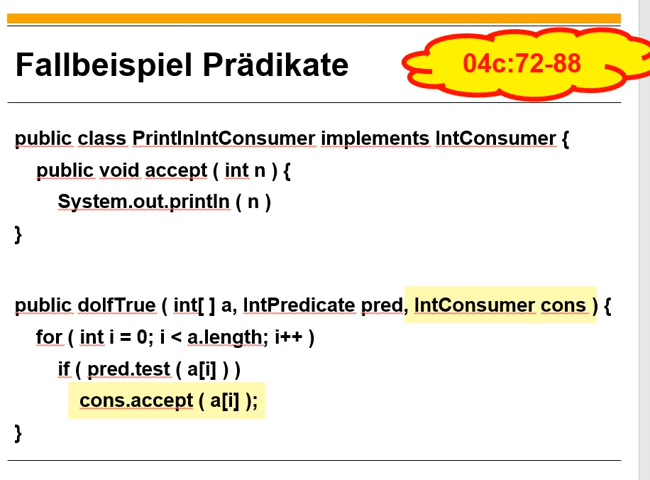 Fallbeispiel Prädikate
04c:72-88
public class PrintlnIntConsumer implements IntConsumer {
public void accept ( int n ) {
System.out.println ( n )
}
public doIfTrue ( int[ ] a, IntPredicate pred, IntConsumer cons ) {
for ( int i = 0; i < a.length; i++ )
if ( pred.test ( a[i] ) )
cons.accept ( a[i] );
}